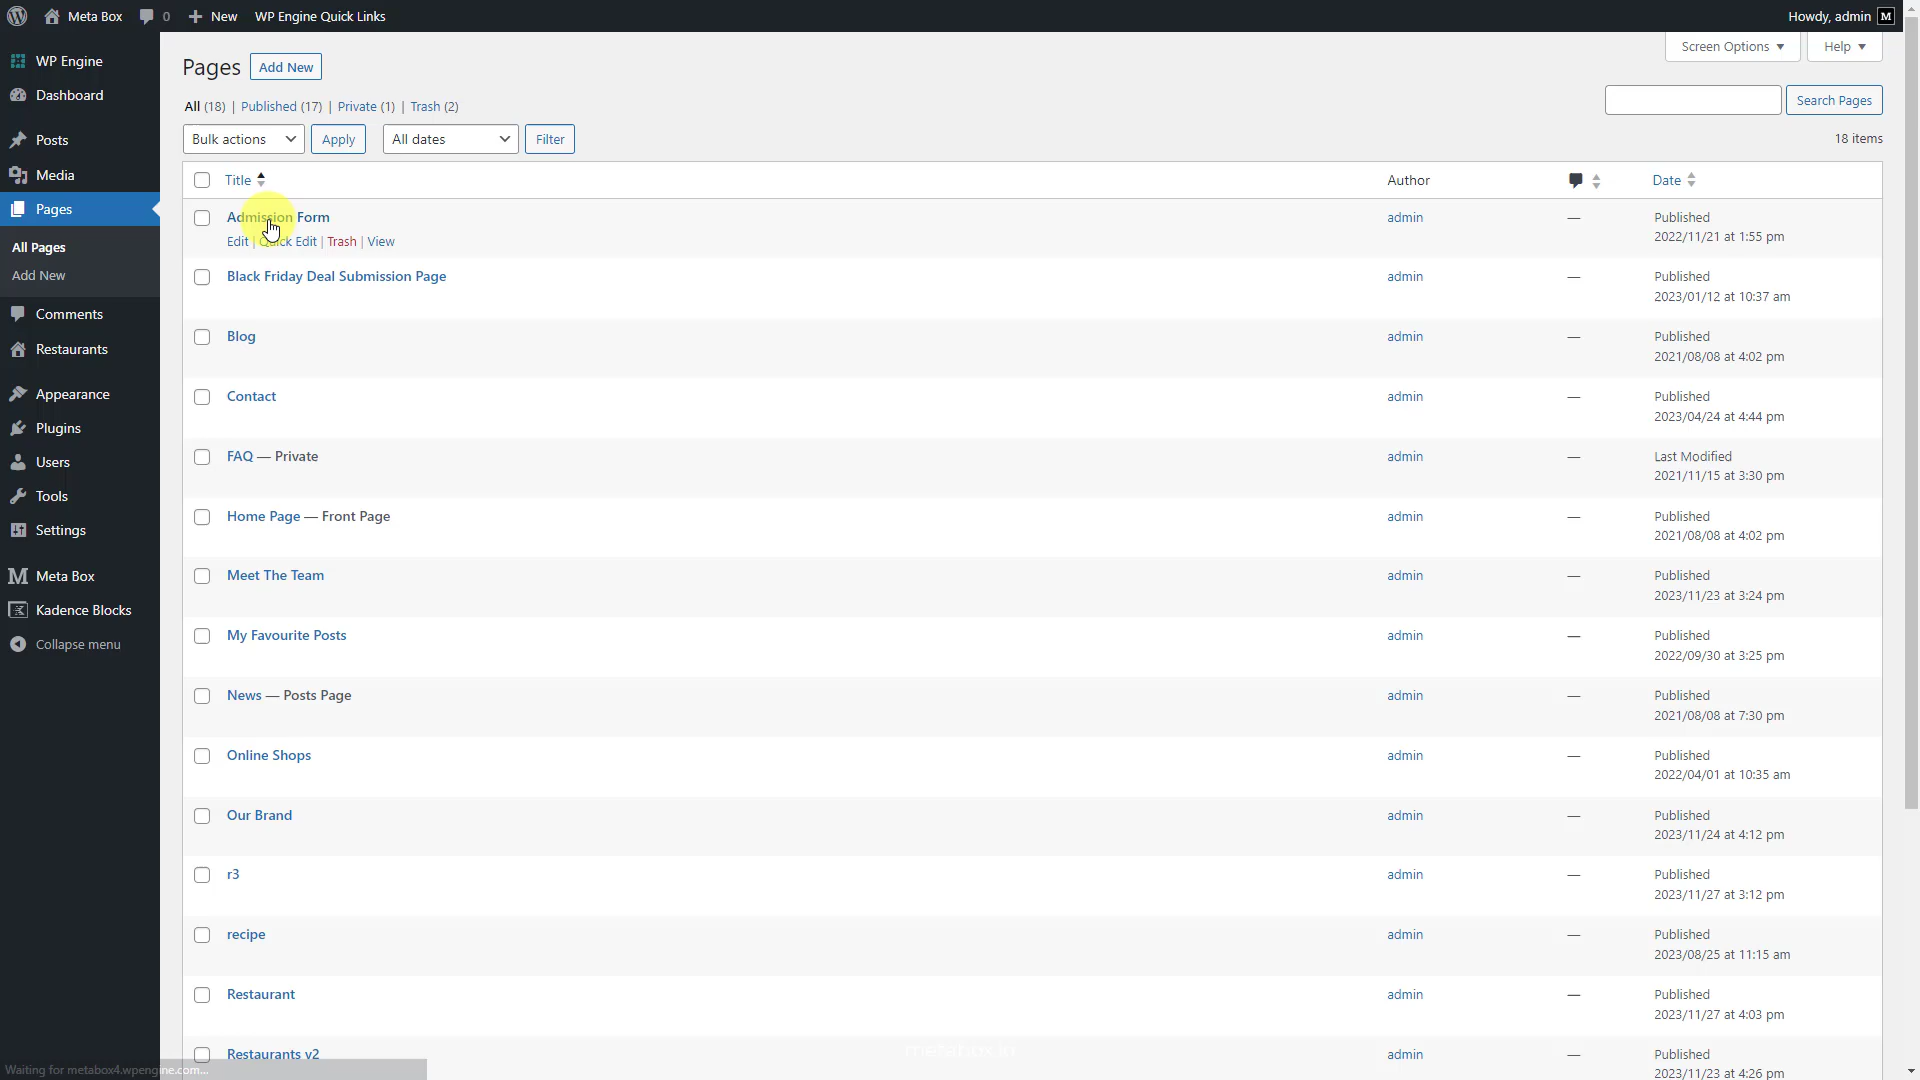 Meta Box 0 New WP Engine Quick Links Howdy, admin M
WP Engine
Dashboard
Posts
Media
Pages
All Pages
Add New
Comments
Restaurants
Appearance
Plugins
Users
Tools
Settings
Meta Box
Kadence Blocks
Collapse menu
Screen Options Help
Pages Add New
All (18) | Published (17) | Private (1) | Trash (2)
Search Pages
Bulk actions Apply All dates Filter 18 items
Title Author Date
Admission Form admin — Published
Edit | Quick Edit | Trash | View 2022/11/21 at 1:55 pm
Black Friday Deal Submission Page admin — Published
2023/01/12 at 10:37 am
Blog admin — Published
2021/08/08 at 4:02 pm
Contact admin — Published
2023/04/24 at 4:44 pm
FAQ — Private admin — Last Modified
2021/11/15 at 3:30 pm
Home Page — Front Page admin — Published
2021/08/08 at 4:02 pm
Meet The Team admin — Published
2023/11/23 at 3:24 pm
My Favourite Posts admin — Published
2022/09/30 at 3:25 pm
News — Posts Page admin — Published
2021/08/08 at 7:30 pm
Online Shops admin — Published
2022/04/01 at 10:35 am
Our Brand admin — Published
2023/11/24 at 4:12 pm
r3 admin — Published
2023/11/27 at 3:12 pm
recipe admin — Published
2023/08/25 at 11:15 am
Restaurant admin — Published
2023/11/27 at 4:03 pm
Restaurants v2 admin — Published
2023/11/23 at 4:26 pm
Waiting for metabox4.wpengine.com...
metabox.io